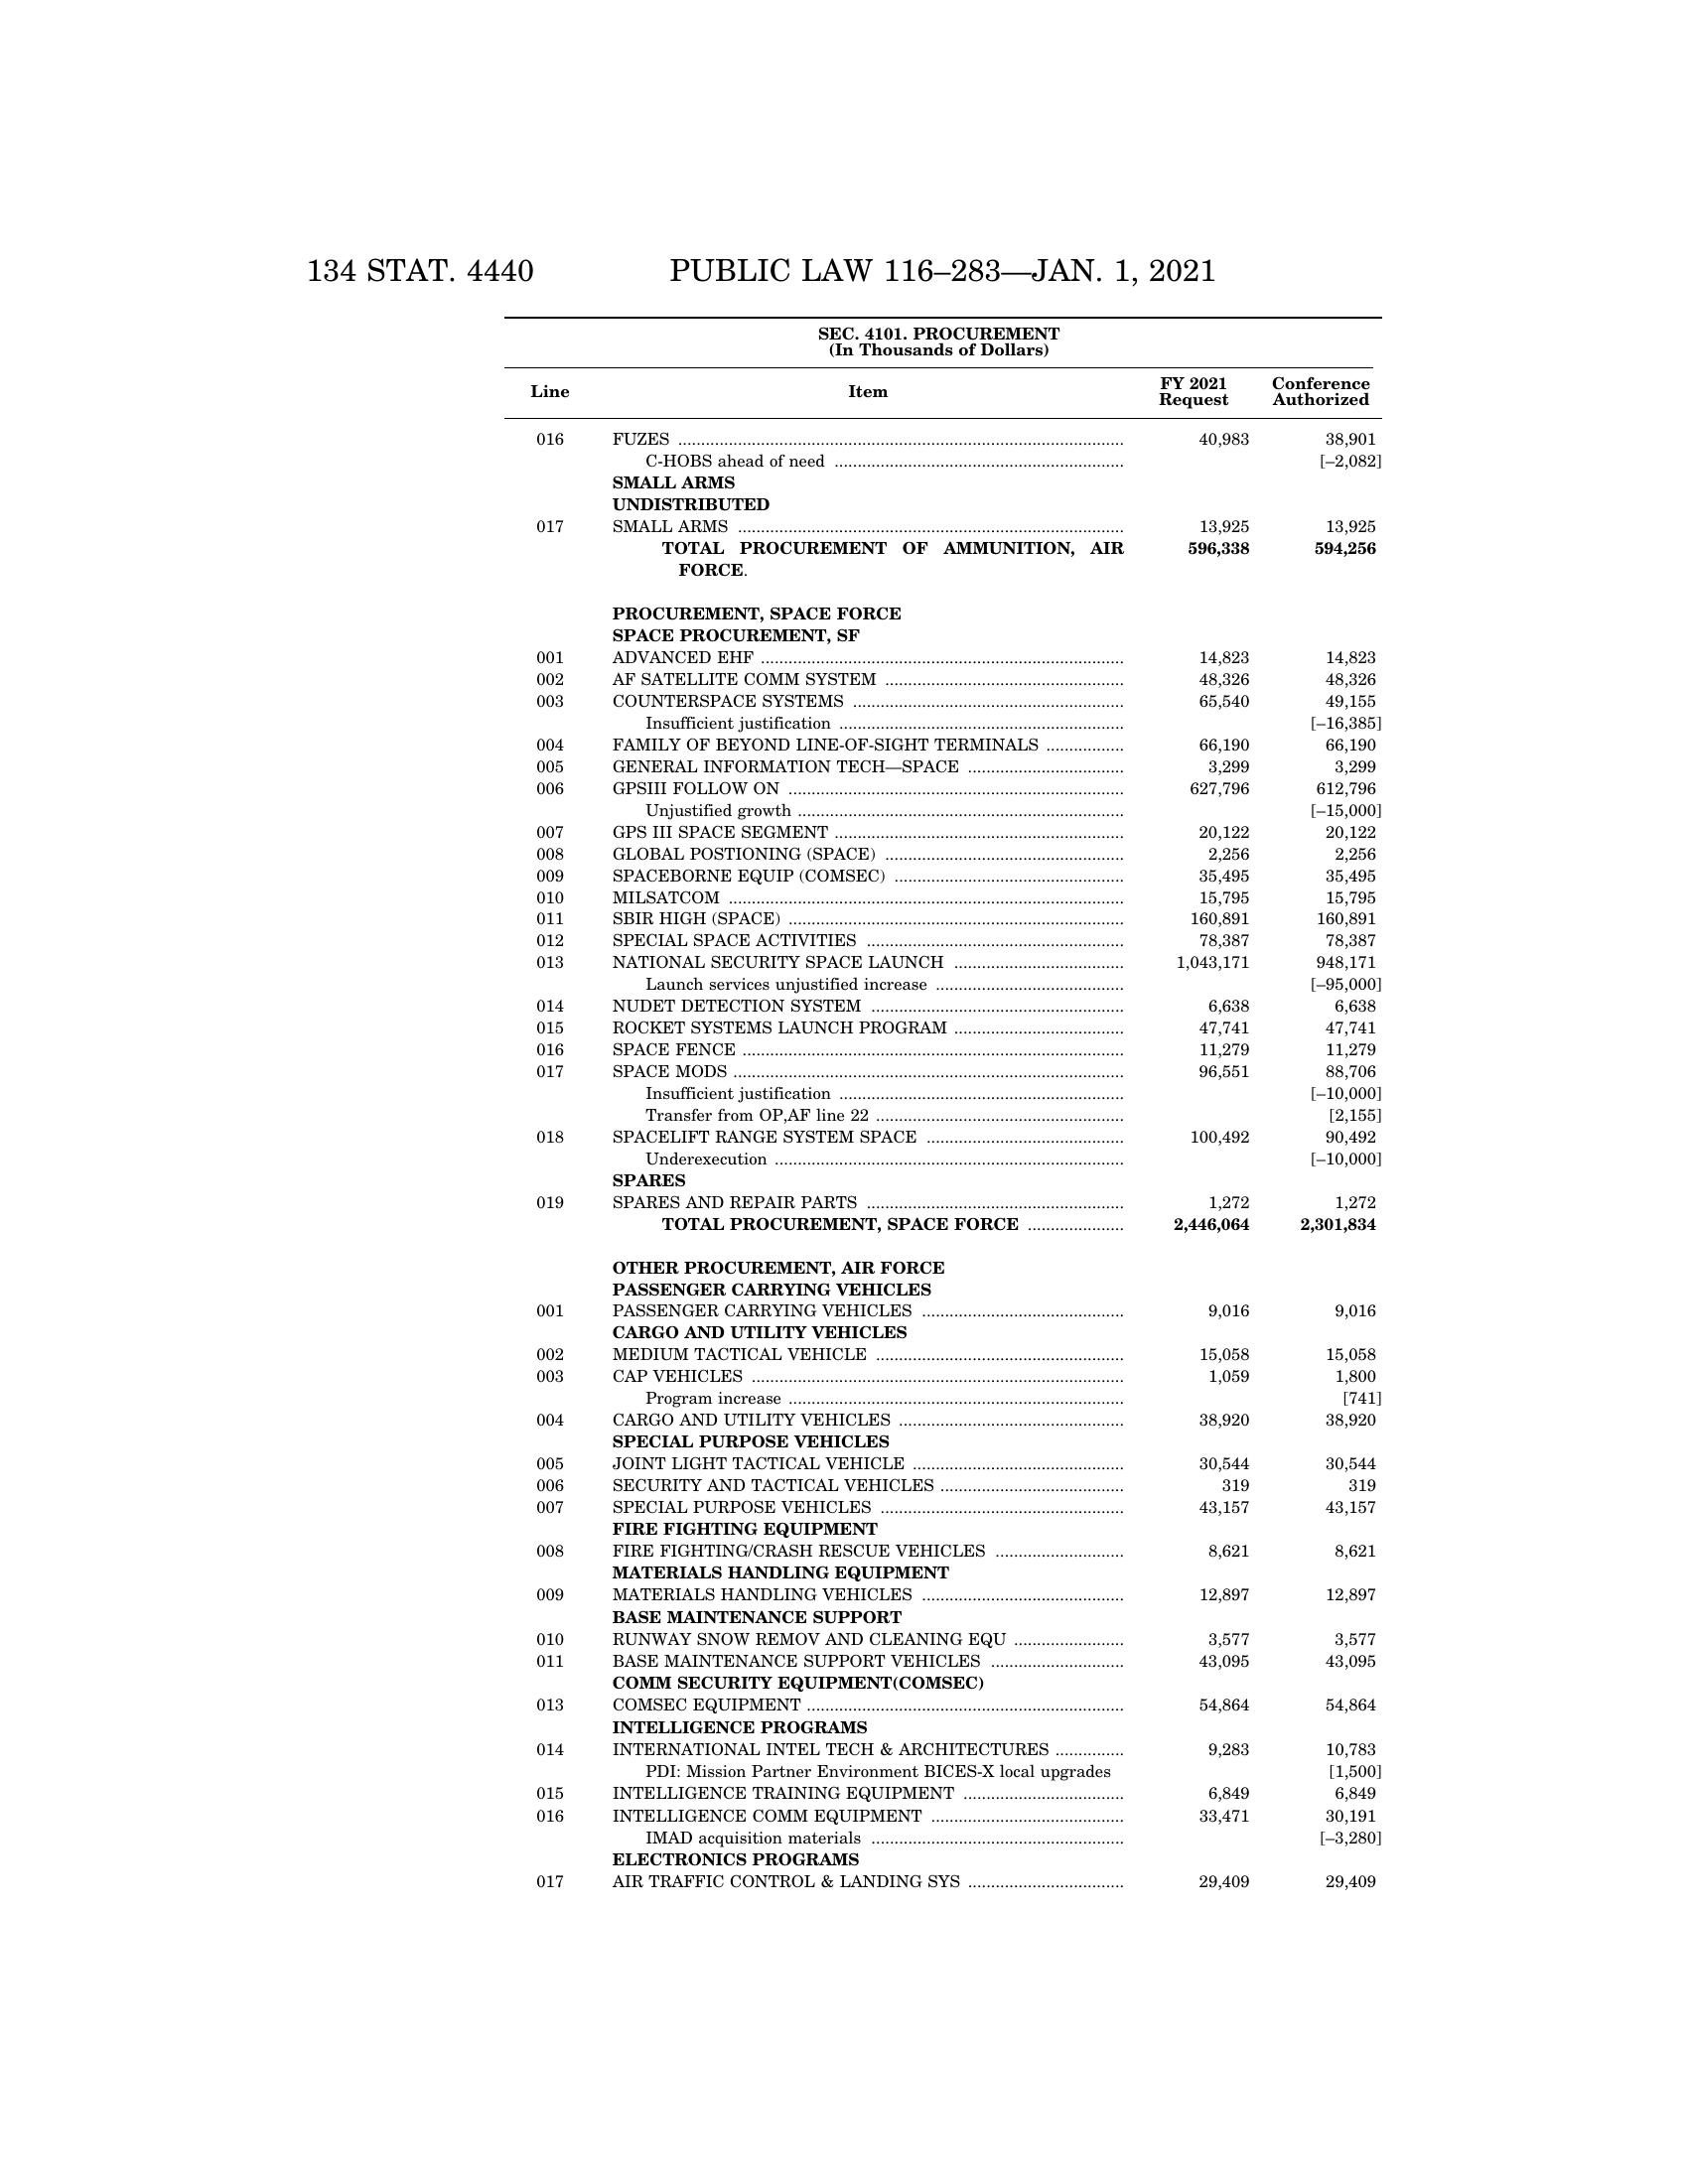 134 STAT. 4440 PUBLIC LAW 116–283—JAN. 1, 2021
SEC. 4101. PROCUREMENT
(In Thousands of Dollars)
Line Item FY 2021 Request Conference Authorized
016 FUZES 40,983 38,901
C-HOBS ahead of need [–2,082]
SMALL ARMS
UNDISTRIBUTED
017 SMALL ARMS 13,925 13,925
TOTAL PROCUREMENT OF AMMUNITION, AIR 596,338 594,256
FORCE.
PROCUREMENT, SPACE FORCE
SPACE PROCUREMENT, SF
001 ADVANCED EHF 14,823 14,823
002 AF SATELLITE COMM SYSTEM 48,326 48,326
003 COUNTERSPACE SYSTEMS 65,540 49,155
Insufficient justification [–16,385]
004 FAMILY OF BEYOND LINE-OF-SIGHT TERMINALS 66,190 66,190
005 GENERAL INFORMATION TECH—SPACE 3,299 3,299
006 GPSIII FOLLOW ON 627,796 612,796
Unjustified growth [–15,000]
007 GPS III SPACE SEGMENT 20,122 20,122
008 GLOBAL POSTIONING (SPACE) 2,256 2,256
009 SPACEBORNE EQUIP (COMSEC) 35,495 35,495
010 MILSATCOM 15,795 15,795
011 SBIR HIGH (SPACE) 160,891 160,891
012 SPECIAL SPACE ACTIVITIES 78,387 78,387
013 NATIONAL SECURITY SPACE LAUNCH 1,043,171 948,171
Launch services unjustified increase [–95,000]
014 NUDET DETECTION SYSTEM 6,638 6,638
015 ROCKET SYSTEMS LAUNCH PROGRAM 47,741 47,741
016 SPACE FENCE 11,279 11,279
017 SPACE MODS 96,551 88,706
Insufficient justification [–10,000]
Transfer from OP,AF line 22 [2,155]
018 SPACELIFT RANGE SYSTEM SPACE 100,492 90,492
Underexecution [–10,000]
SPARES
019 SPARES AND REPAIR PARTS 1,272 1,272
TOTAL PROCUREMENT, SPACE FORCE 2,446,064 2,301,834
OTHER PROCUREMENT, AIR FORCE
PASSENGER CARRYING VEHICLES
001 PASSENGER CARRYING VEHICLES 9,016 9,016
CARGO AND UTILITY VEHICLES
002 MEDIUM TACTICAL VEHICLE 15,058 15,058
003 CAP VEHICLES 1,059 1,800
Program increase [741]
004 CARGO AND UTILITY VEHICLES 38,920 38,920
SPECIAL PURPOSE VEHICLES
005 JOINT LIGHT TACTICAL VEHICLE 30,544 30,544
006 SECURITY AND TACTICAL VEHICLES 319 319
007 SPECIAL PURPOSE VEHICLES 43,157 43,157
FIRE FIGHTING EQUIPMENT
008 FIRE FIGHTING/CRASH RESCUE VEHICLES 8,621 8,621
MATERIALS HANDLING EQUIPMENT
009 MATERIALS HANDLING VEHICLES 12,897 12,897
BASE MAINTENANCE SUPPORT
010 RUNWAY SNOW REMOV AND CLEANING EQU 3,577 3,577
011 BASE MAINTENANCE SUPPORT VEHICLES 43,095 43,095
COMM SECURITY EQUIPMENT(COMSEC)
013 COMSEC EQUIPMENT 54,864 54,864
INTELLIGENCE PROGRAMS
014 INTERNATIONAL INTEL TECH & ARCHITECTURES 9,283 10,783
PDI: Mission Partner Environment BICES-X local upgrades [1,500]
015 INTELLIGENCE TRAINING EQUIPMENT 6,849 6,849
016 INTELLIGENCE COMM EQUIPMENT 33,471 30,191
IMAD acquisition materials [–3,280]
ELECTRONICS PROGRAMS
017 AIR TRAFFIC CONTROL & LANDING SYS 29,409 29,409